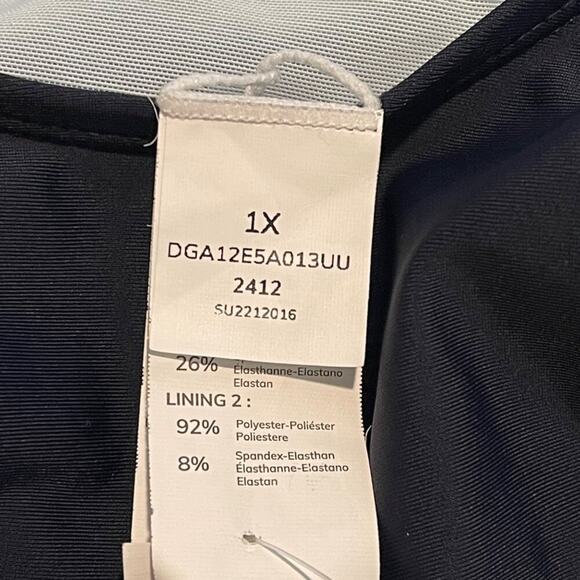 1X
DGA12E5A013UU
2412
SU2212016
26% Élasthanne-Elastano
Elastan
LINING 2 :
92% Polyester-Poliéster
Poliestere
8% Spandex-Elasthan
Élasthanne-Elastano
Elastan